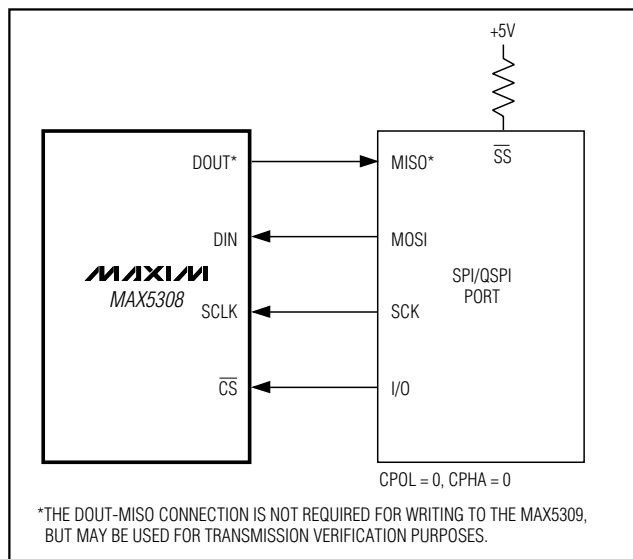 +5V
SS
DOUT*
MISO*
DIN
MOSI
MAXIM
MAX5308
SPI/QSPI
PORT
SCLK
SCK
CS
I/O
CPOL = 0, CPHA = 0
*THE DOUT-MISO CONNECTION IS NOT REQUIRED FOR WRITING TO THE MAX5309,
BUT MAY BE USED FOR TRANSMISSION VERIFICATION PURPOSES.